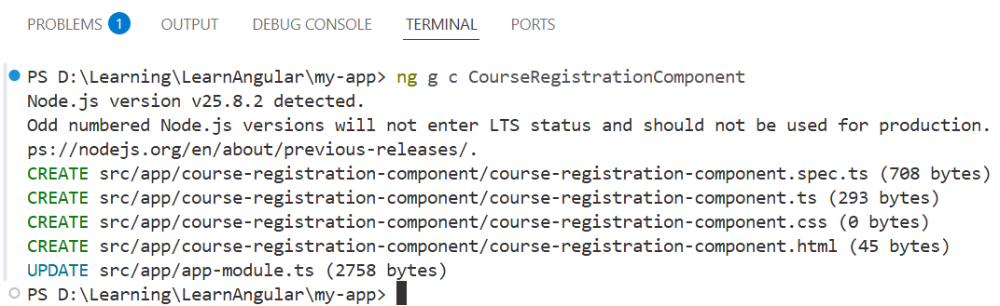 PROBLEMS 1 OUTPUT DEBUG CONSOLE TERMINAL PORTS
PS D:\Learning\LearnAngular\my-app> ng g c CourseRegistrationComponent
Node.js version v25.8.2 detected.
Odd numbered Node.js versions will not enter LTS status and should not be used for production.
ps://nodejs.org/en/about/previous-releases/.
CREATE src/app/course-registration-component/course-registration-component.spec.ts (708 bytes)
CREATE src/app/course-registration-component/course-registration-component.ts (293 bytes)
CREATE src/app/course-registration-component/course-registration-component.css (0 bytes)
CREATE src/app/course-registration-component/course-registration-component.html (45 bytes)
UPDATE src/app/app-module.ts (2758 bytes)
PS D:\Learning\LearnAngular\my-app>